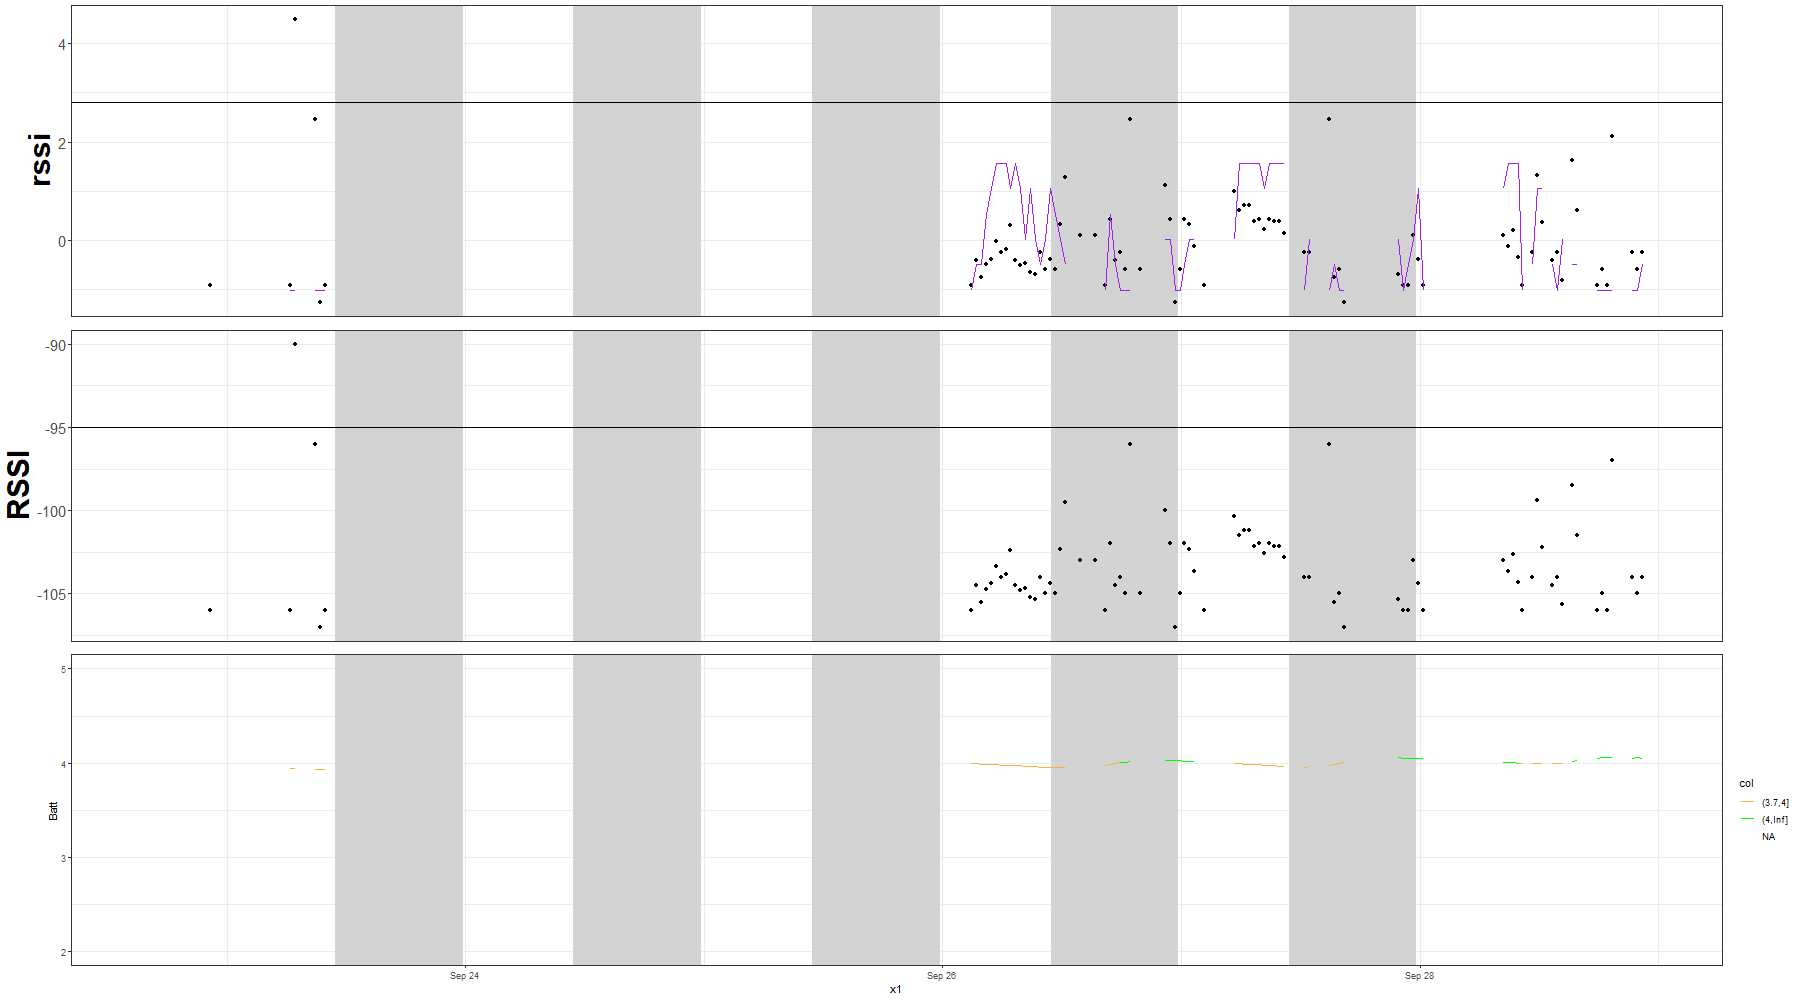 rssi
4
2
0
RSSI
-90
-95
-100
-105
Batt
5
4
3
2
Sep 24
Sep 26
Sep 28
x1
col
(3.7,4]
(4,Inf]
NA